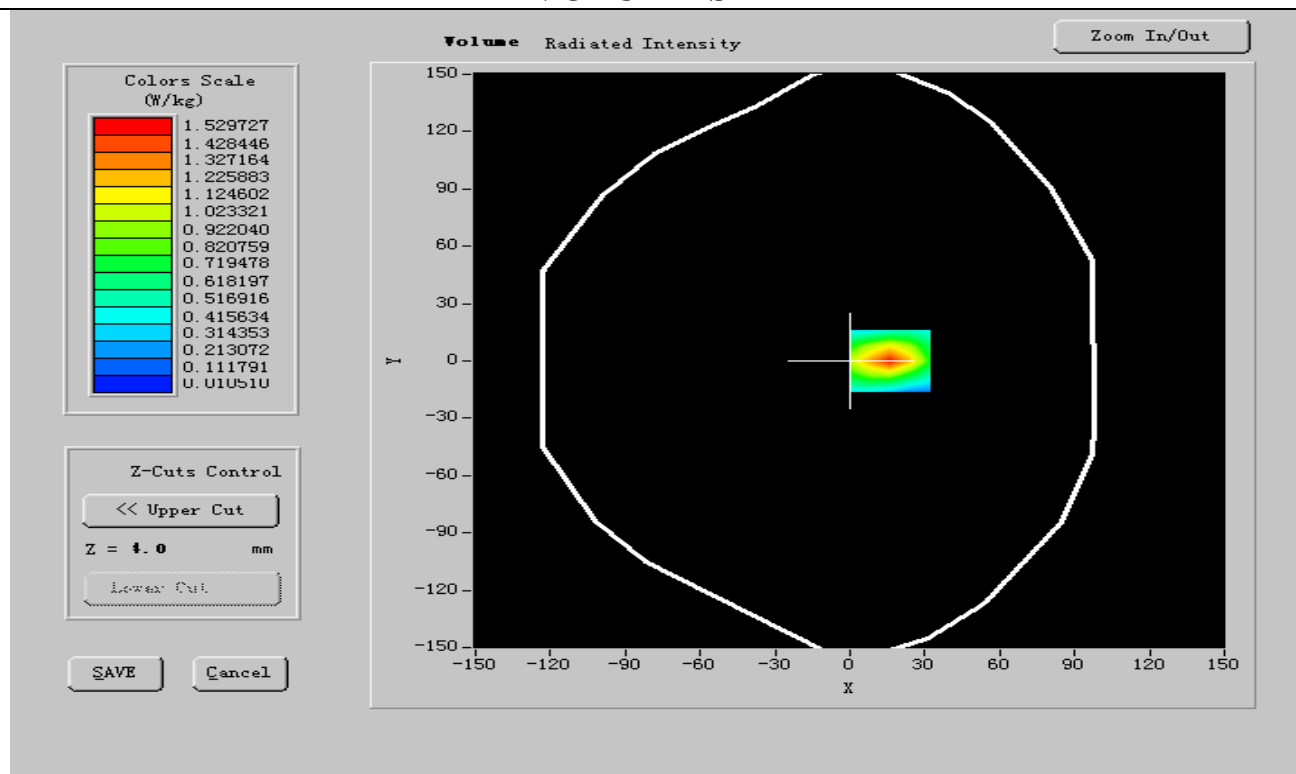 Volume Radiated Intensity
Zoom In/Out
Colors Scale
(W/kg)
1.529727
1.428446
1.327164
1.225883
1.124602
1.023321
0.922040
0.820759
0.719478
0.618197
0.516916
0.415634
0.314353
0.213072
0.111791
0.010510
150
120
90
60
30
0
-30
-60
-90
-120
-150
Y
-150 -120 -90 -60 -30 0 30 60 90 120 150
X
Z-Cuts Control
<< Upper Cut
Z = 4.0 mm
Lower Cut
SAVE Cancel